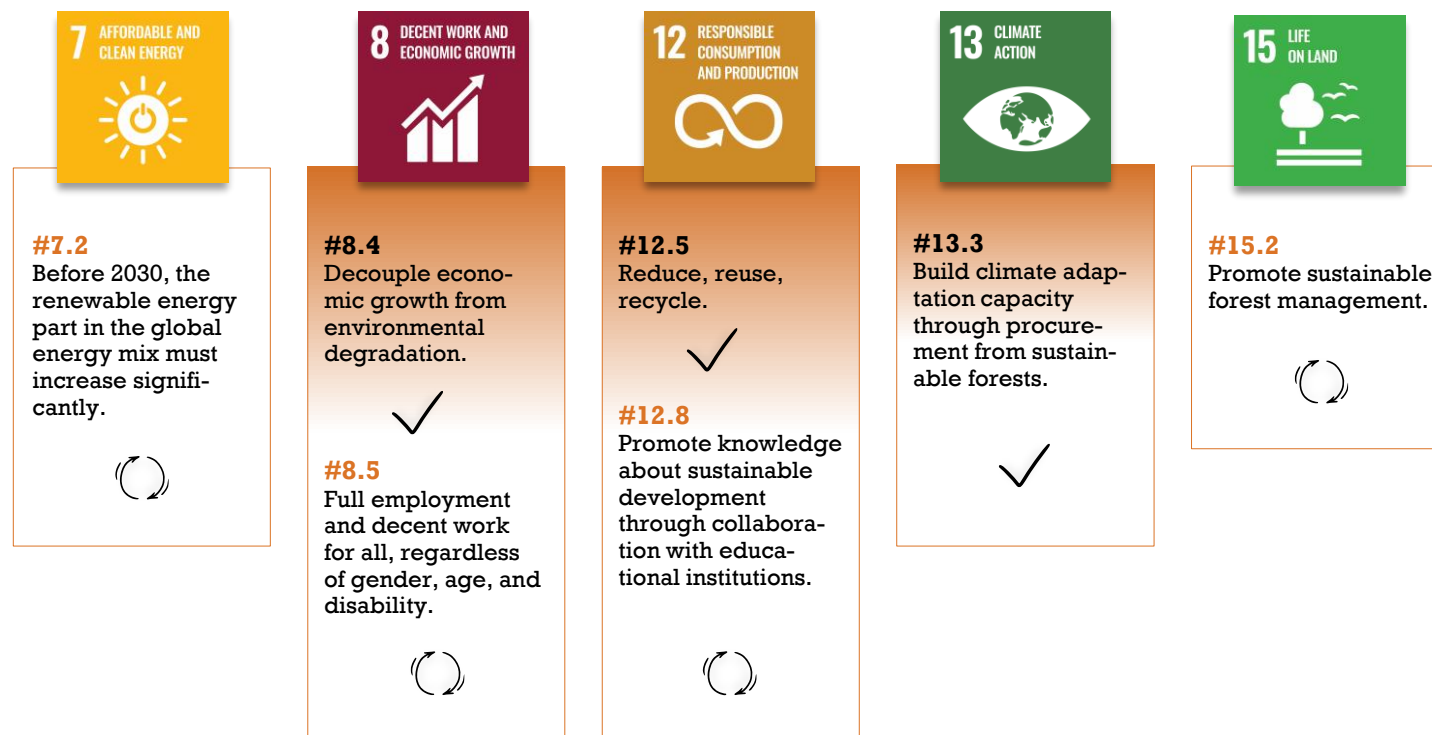 7 AFFORDABLE AND
CLEAN ENERGY
#7.2
Before 2030, the
renewable energy
part in the global
energy mix must
increase signifi-
cantly.
8 DECENT WORK AND
ECONOMIC GROWTH
#8.4
Decouple econo-
mic growth from
environmental
degradation.
#8.5
Full employment
and decent work
for all, regardless
of gender, age, and
disability.
12 RESPONSIBLE
CONSUMPTION
AND PRODUCTION
#12.5
Reduce, reuse,
recycle.
#12.8
Promote knowledge
about sustainable
development
through collabora-
tion with educa-
tional institutions.
13 CLIMATE
ACTION
#13.3
Build climate adap-
tation capacity
through procure-
ment from sustain-
able forests.
15 LIFE
ON LAND
#15.2
Promote sustainable
forest management.